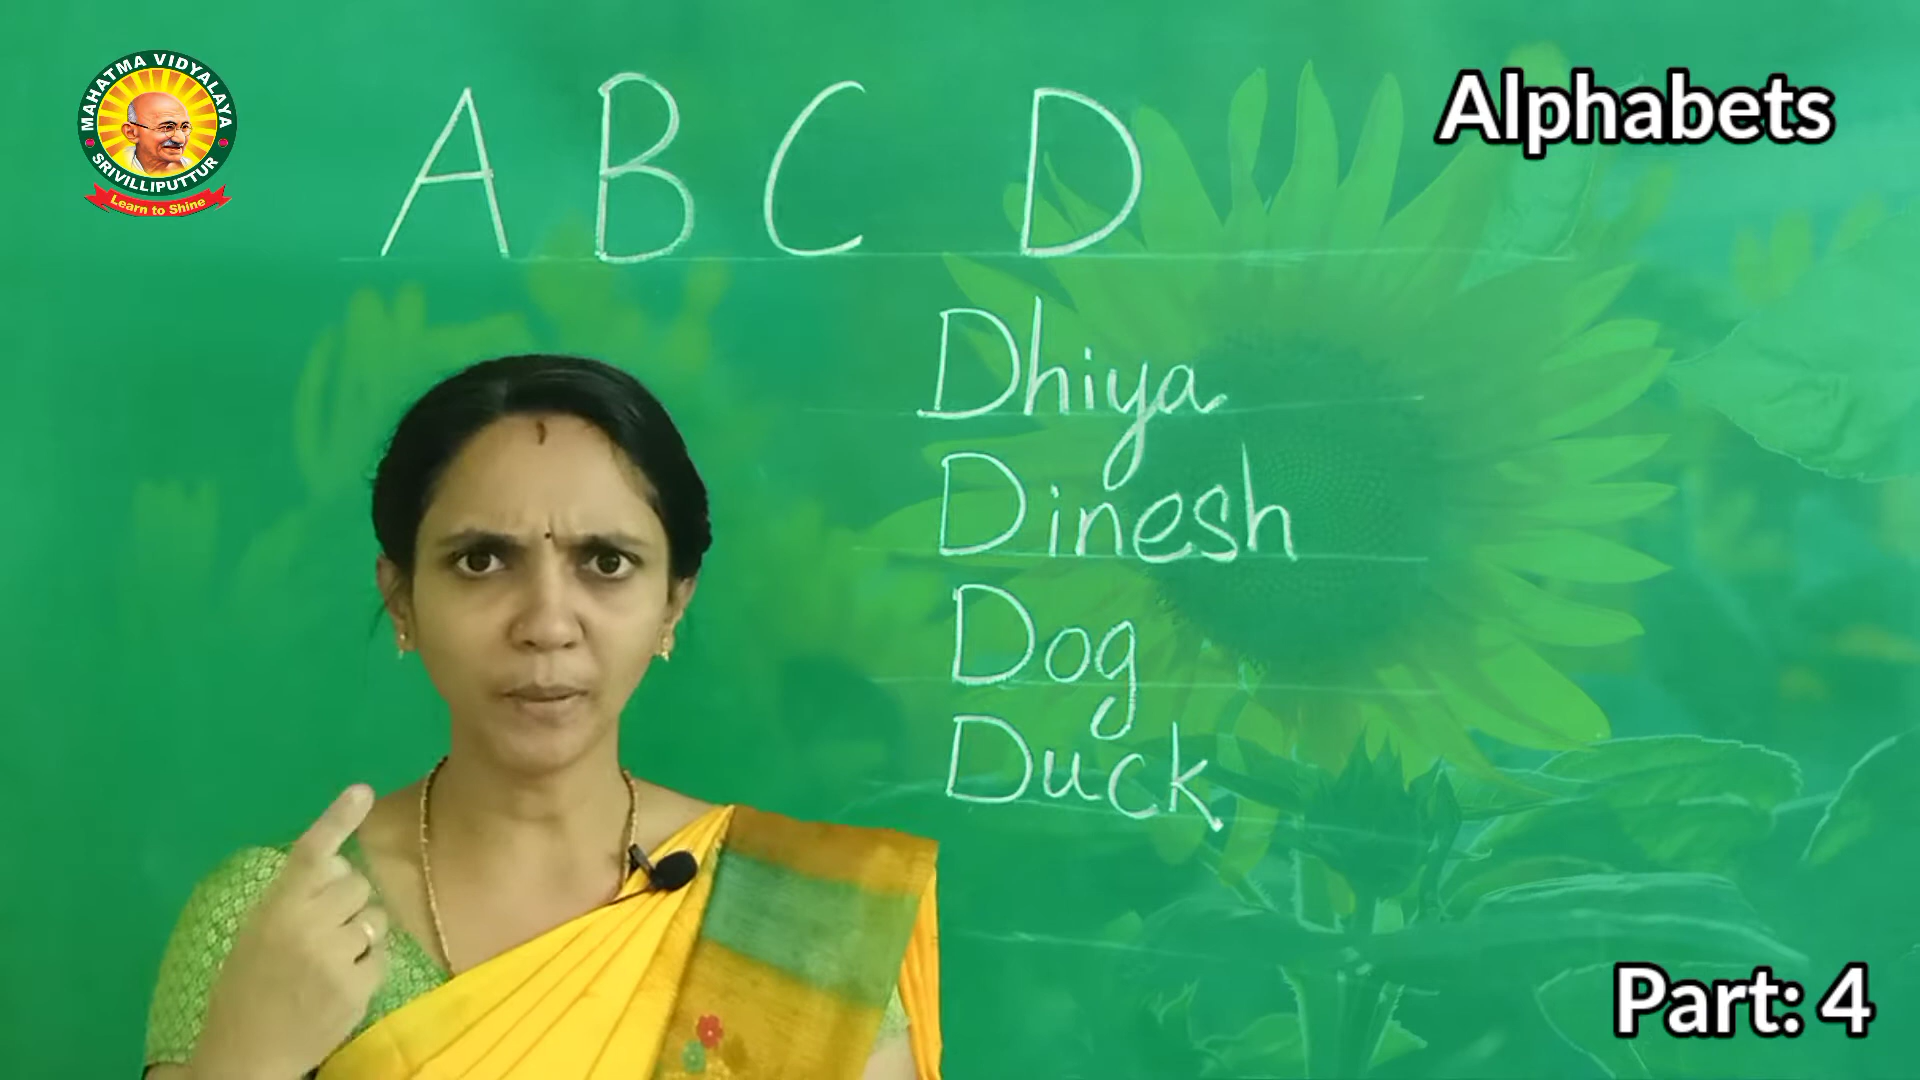 MAHATMA VIDYALAYA
SRIVILLIPUTTUR
Learn to Shine
Alphabets
A B C D
Dhiya
Dinesh
Dog
Duck
Part: 4